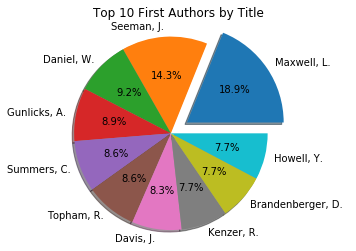 Top 10 First Authors by Title
Seeman, J.
Daniel, W.
Maxwell, L.
14.3%
18.9%
9.2%
Gunlicks, A.
8.9%
Summers, C.
8.6%
7.7%
Howell, Y.
8.6%
7.7%
8.3%
7.7%
Brandenberger, D.
Topham, R.
Kenzer, R.
Davis, J.